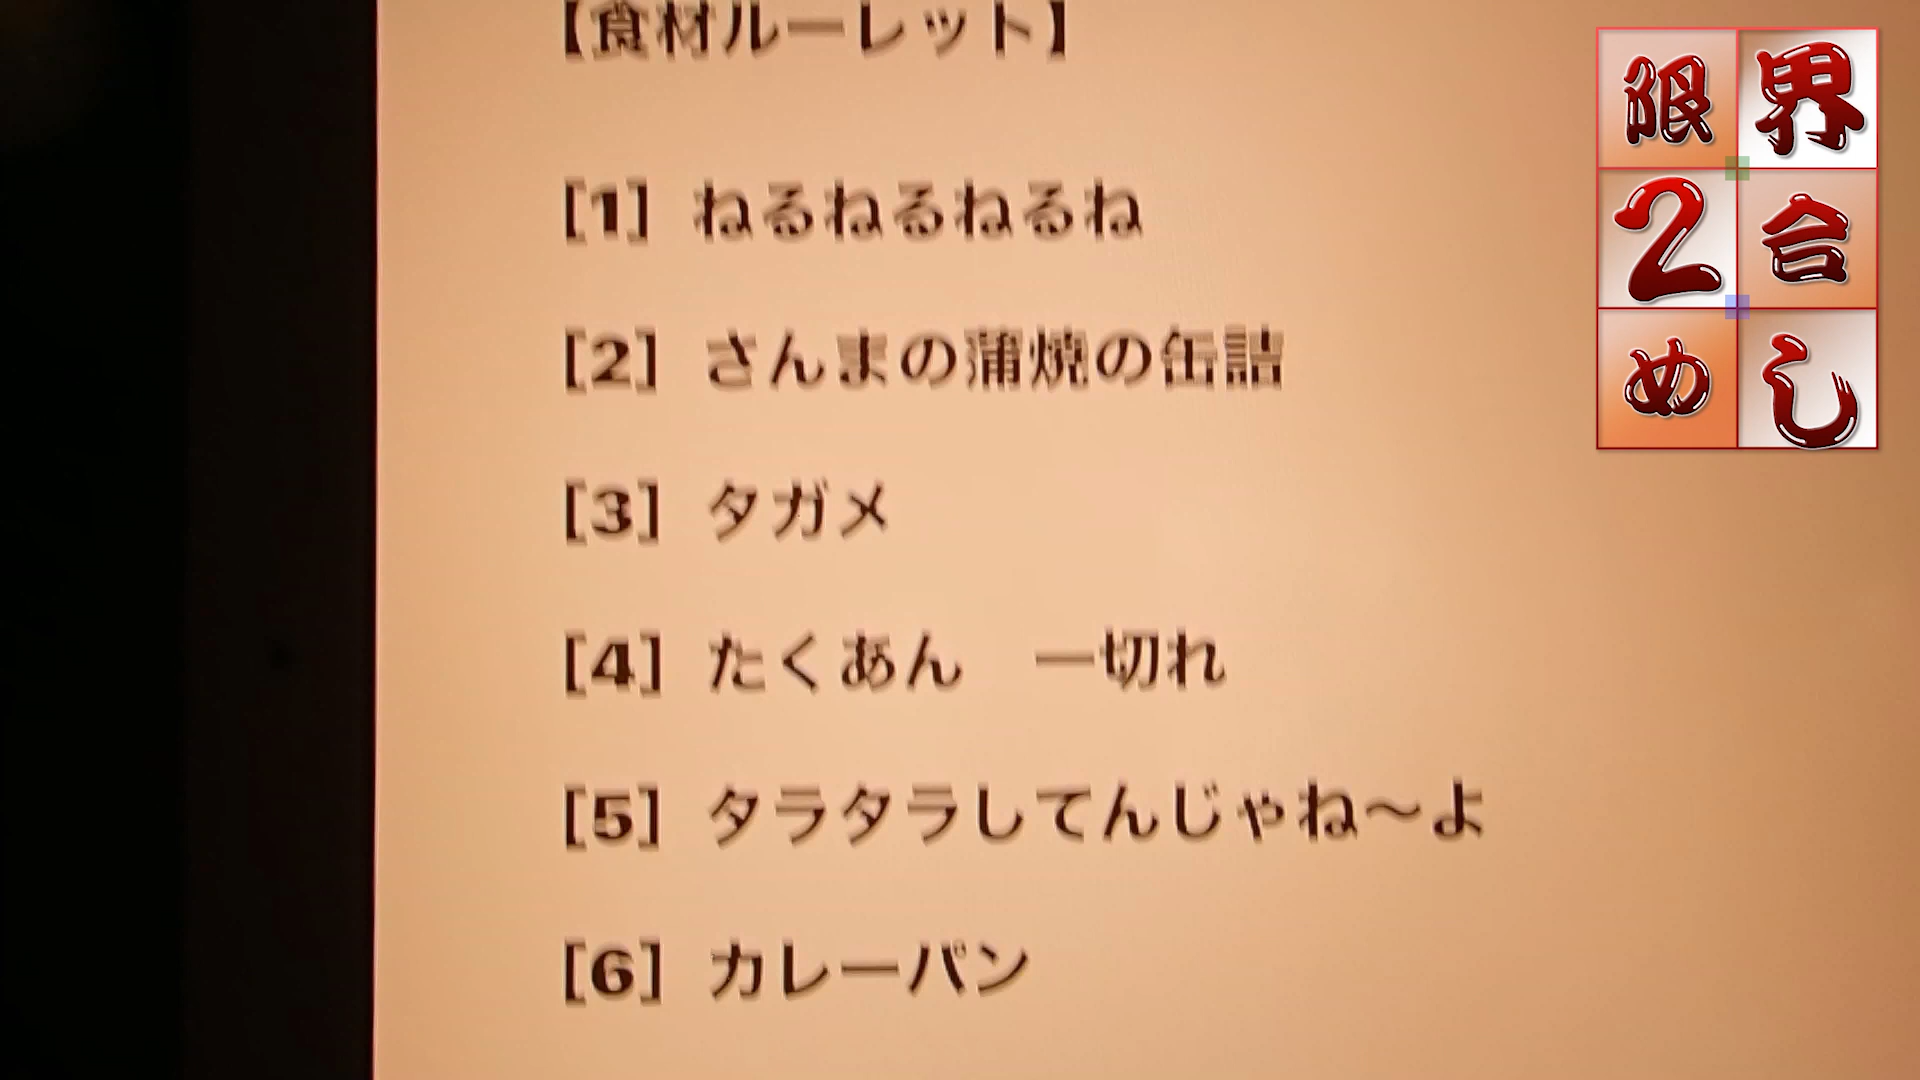 【食材ルーレット】
[1] ねるねるねるね
[2] さんまの蒲焼の缶詰
[3] タガメ
[4] たくあん　一切れ
[5] タラタラしてんじゃね〜よ
[6] カレーパン
限界
2合
めし